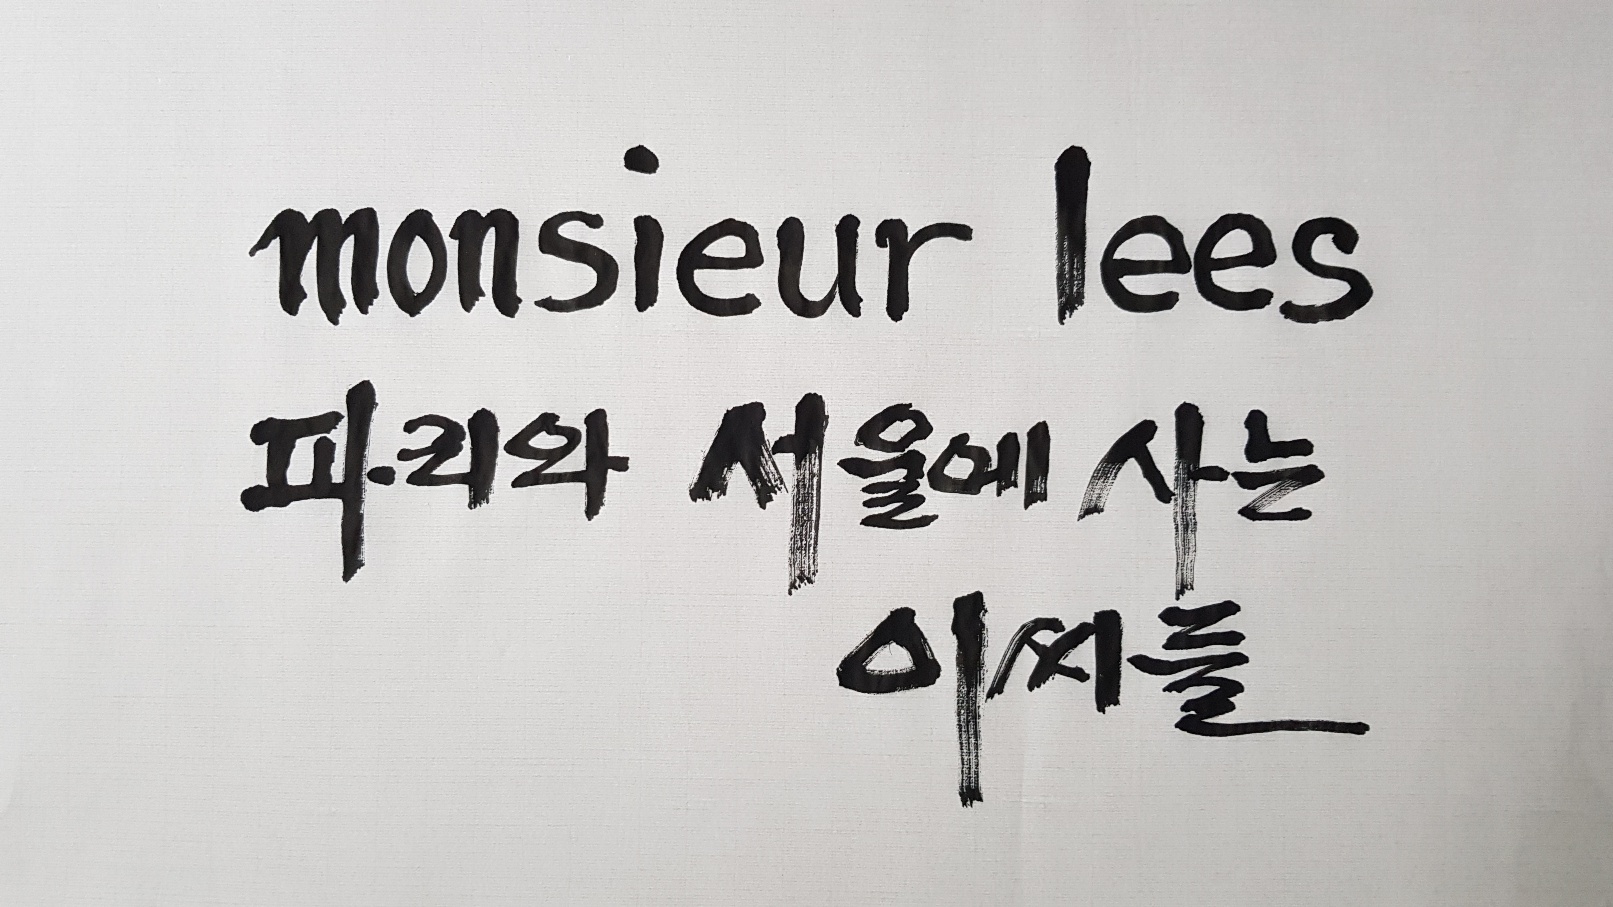 monsieur lees
파리와 서울에 사는
이씨들